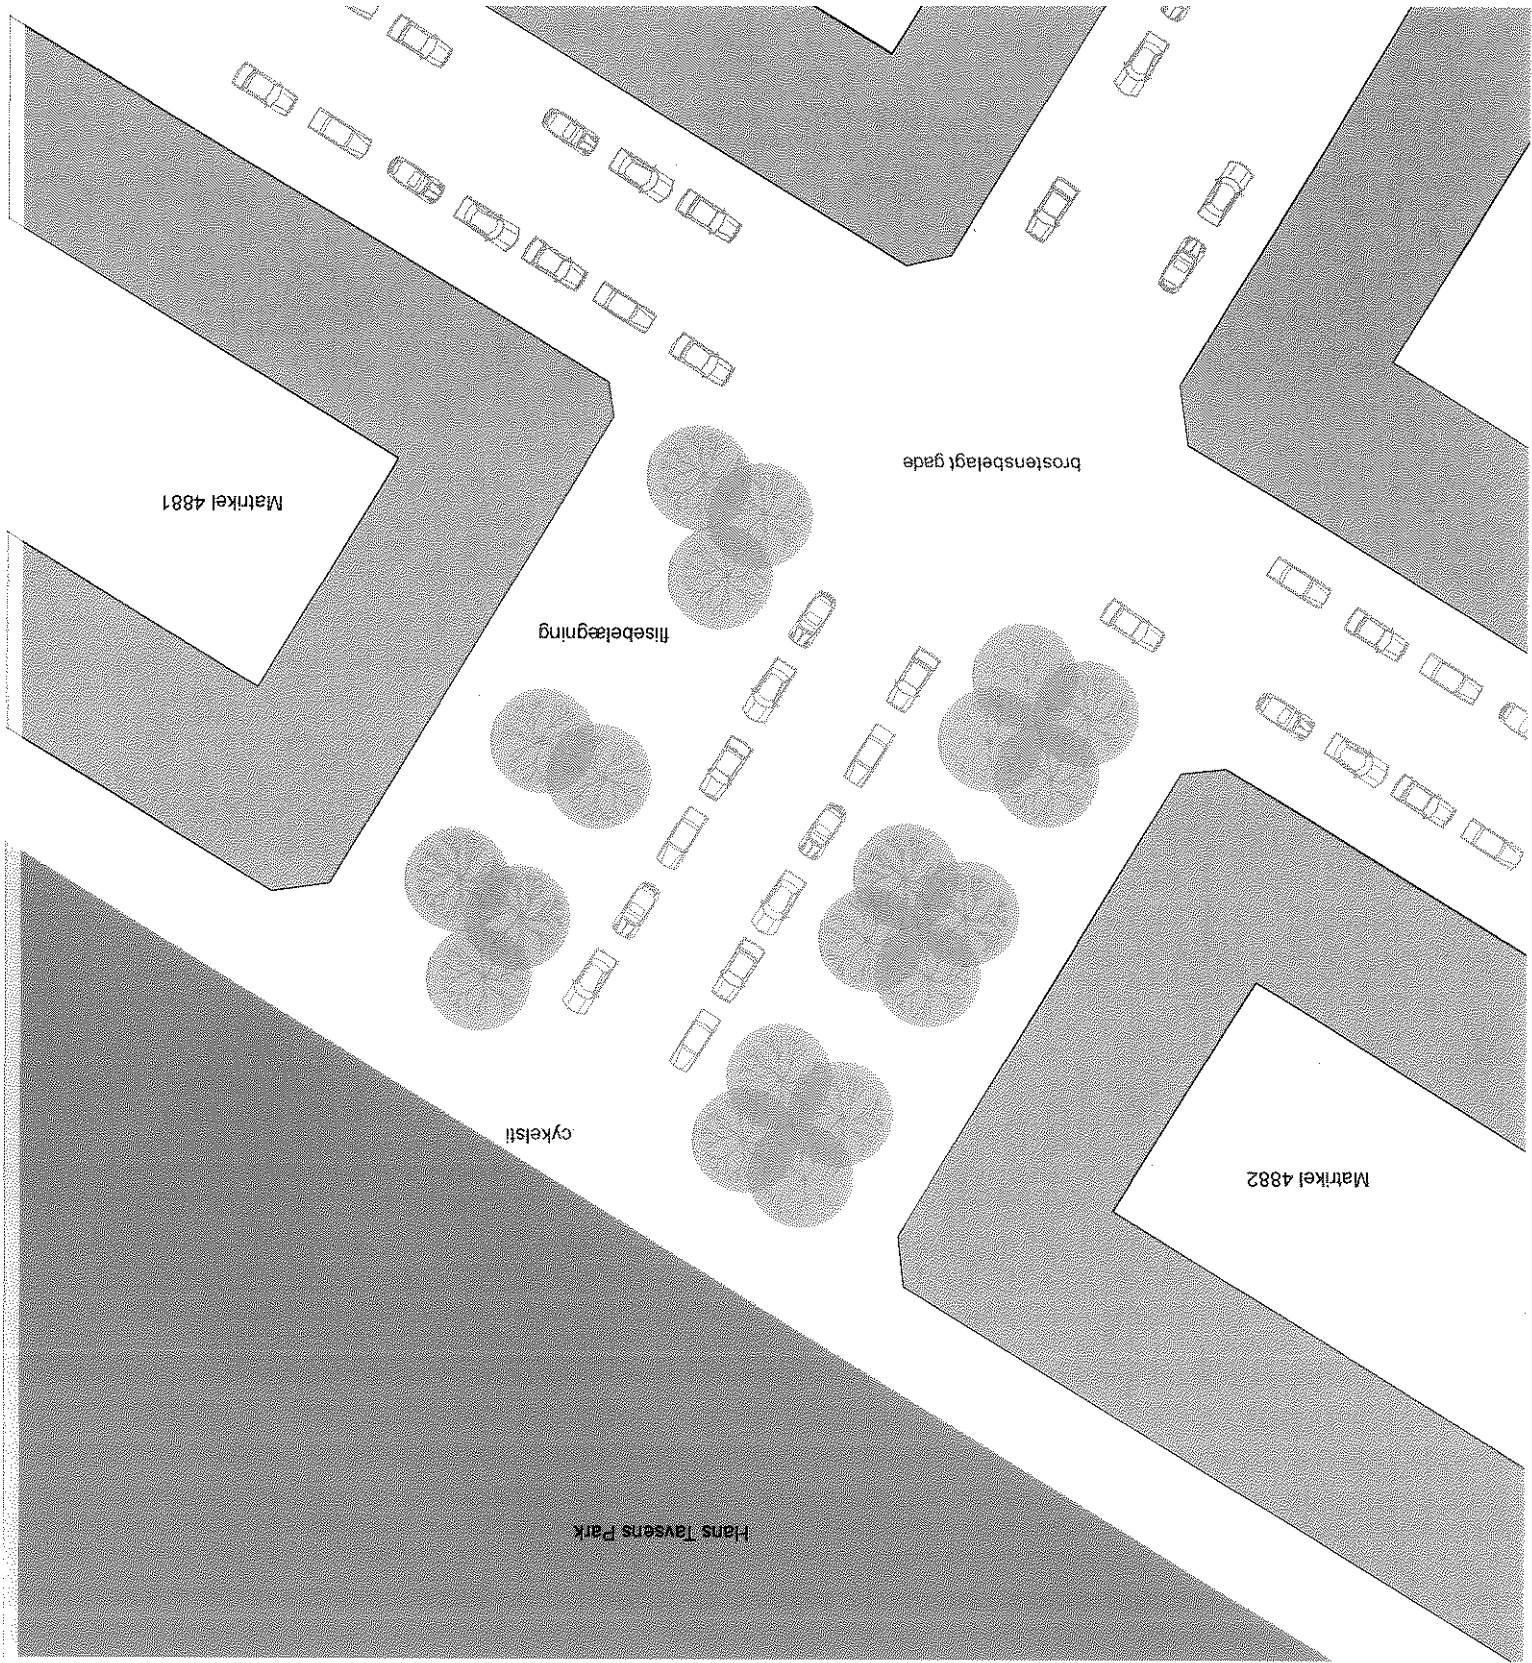 Hans Tavsens Park
Matrikel 4882
cykelsti
flisebelægning
Matrikel 4881
brostensbelagt gade